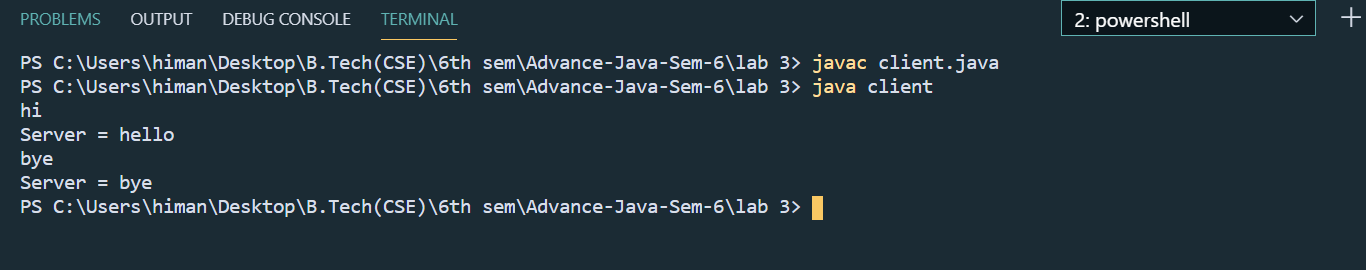 PROBLEMS OUTPUT DEBUG CONSOLE TERMINAL 2: powershell
PS C:\Users\himan\Desktop\B.Tech(CSE)\6th sem\Advance-Java-Sem-6\lab 3> javac client.java
PS C:\Users\himan\Desktop\B.Tech(CSE)\6th sem\Advance-Java-Sem-6\lab 3> java client
hi
Server = hello
bye
Server = bye
PS C:\Users\himan\Desktop\B.Tech(CSE)\6th sem\Advance-Java-Sem-6\lab 3>